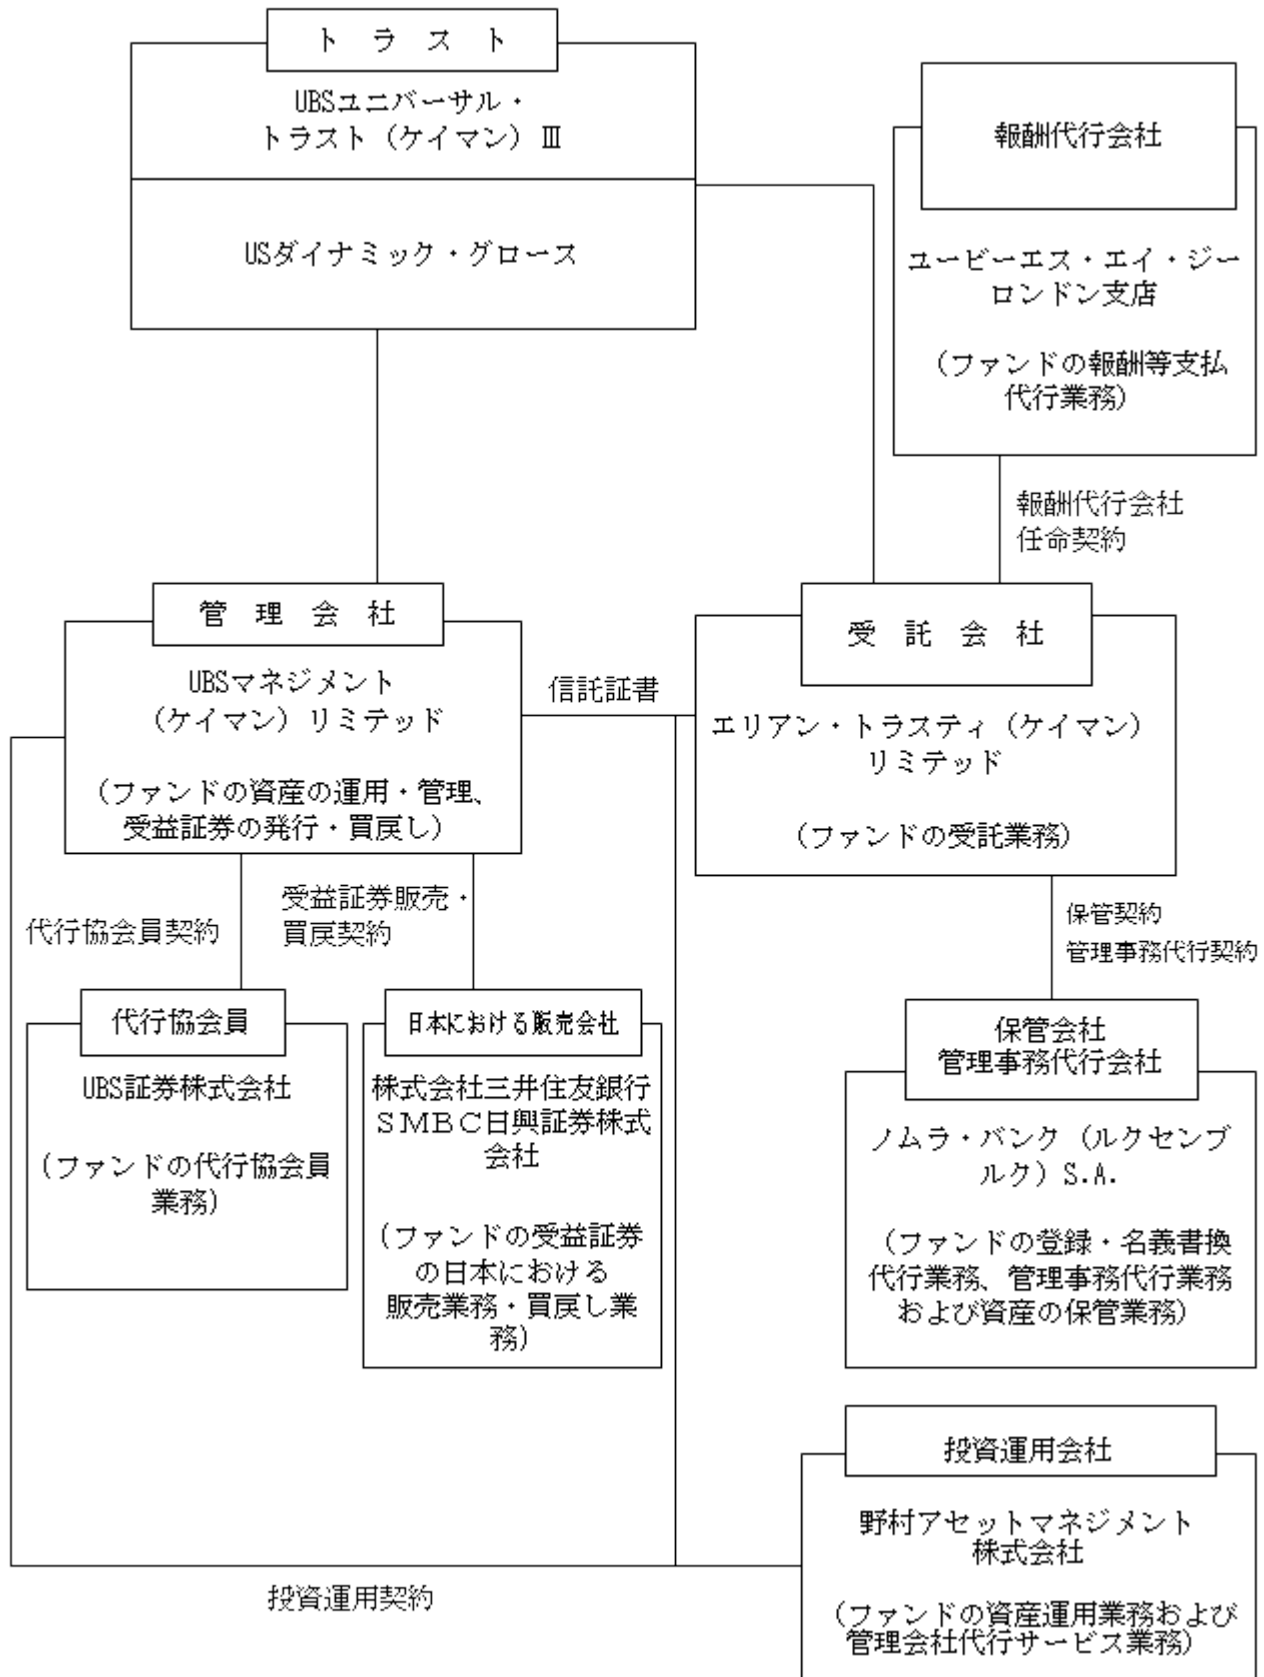 トラスト
UBSユニバーサル・
トラスト（ケイマン）Ⅲ
USダイナミック・グロース
報酬代行会社
ユービーエス・エイ・ジー
ロンドン支店
（ファンドの報酬等支払
代行業務）
報酬代行会社
任命契約
管理会社
UBSマネジメント
（ケイマン）リミテッド
（ファンドの資産の運用・管理、
受益証券の発行・買戻し）
信託証書
受託会社
エリアン・トラスティ（ケイマン）
リミテッド
（ファンドの受託業務）
代行協会員契約
受益証券販売・
買戻契約
保管契約
管理事務代行契約
代行協会員
UBS証券株式会社
（ファンドの代行協会員
業務）
日本における販売会社
株式会社三井住友銀行
ＳＭＢＣ日興証券株式
会社
（ファンドの受益証券
の日本における
販売業務・買戻し業
務）
保管会社
管理事務代行会社
ノムラ・バンク（ルクセンブ
ルク）S.A.
（ファンドの登録・名義書換
代行業務、管理事務代行業務
および資産の保管業務）
投資運用会社
野村アセットマネジメント
株式会社
（ファンドの資産運用業務および
管理会社代行サービス業務）
投資運用契約